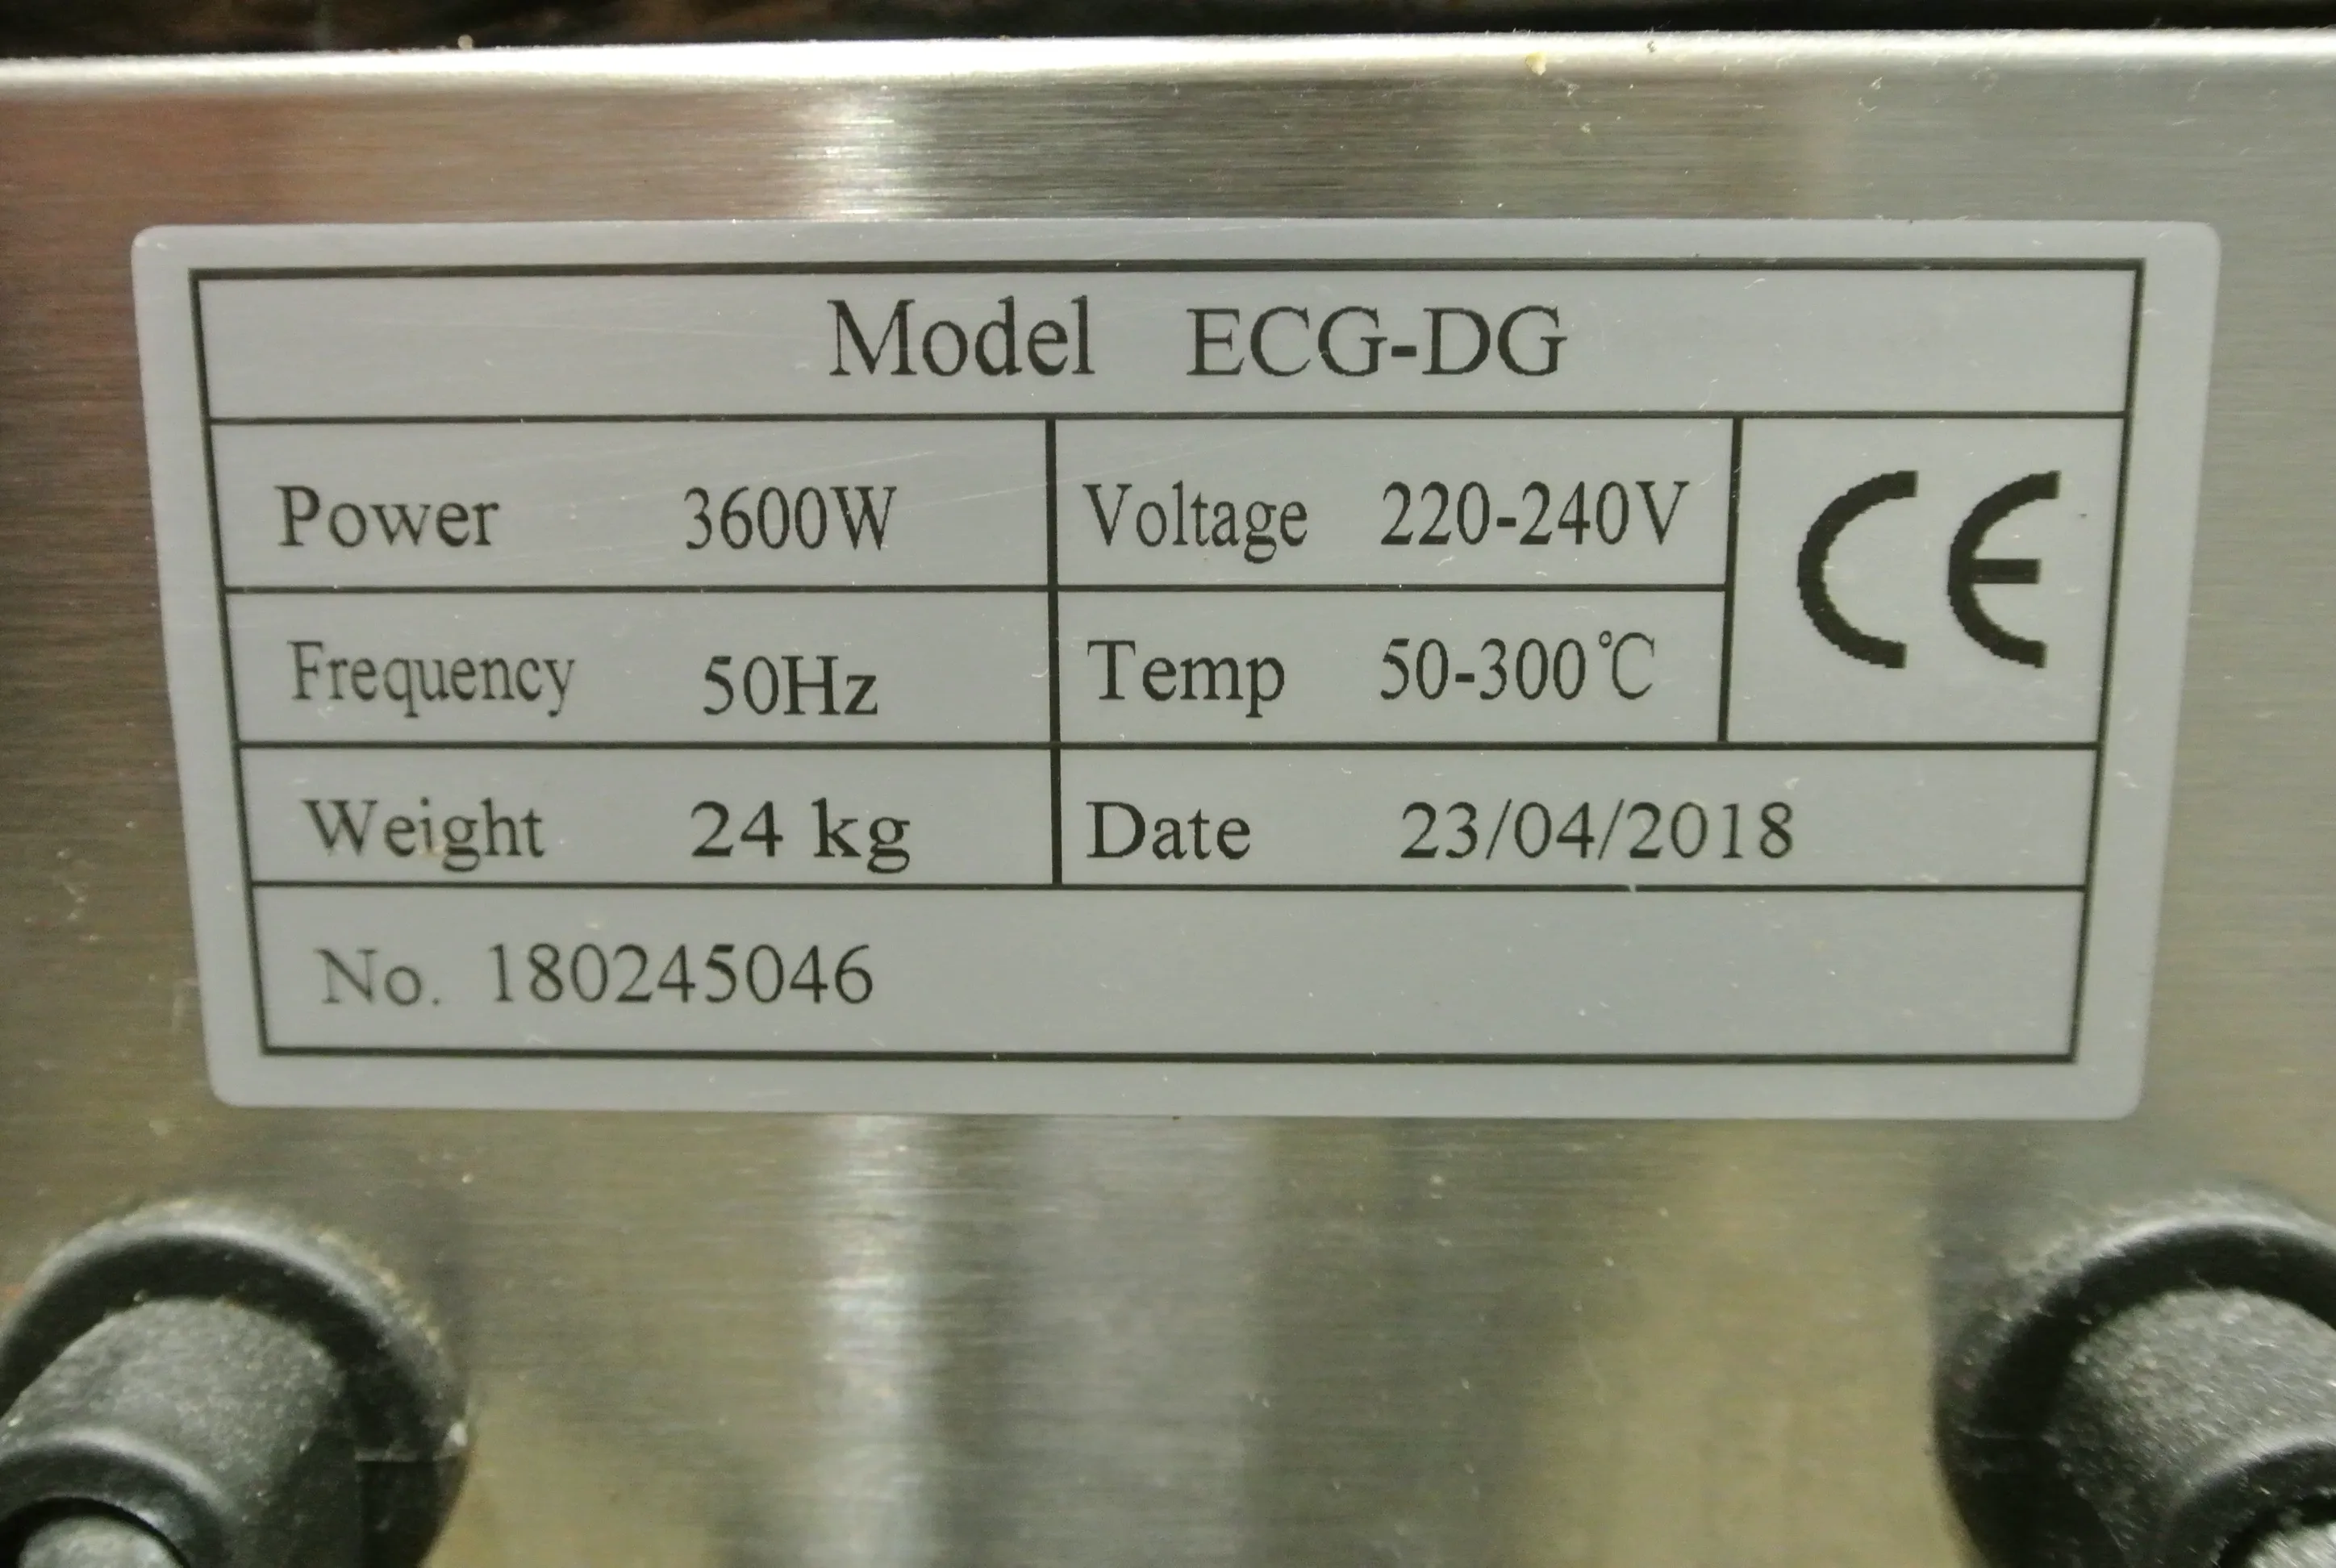 Model ECG-DG
Power 3600W Voltage 220-240V CE
Frequency 50Hz Temp 50-300℃
Weight 24 kg Date 23/04/2018
No. 180245046